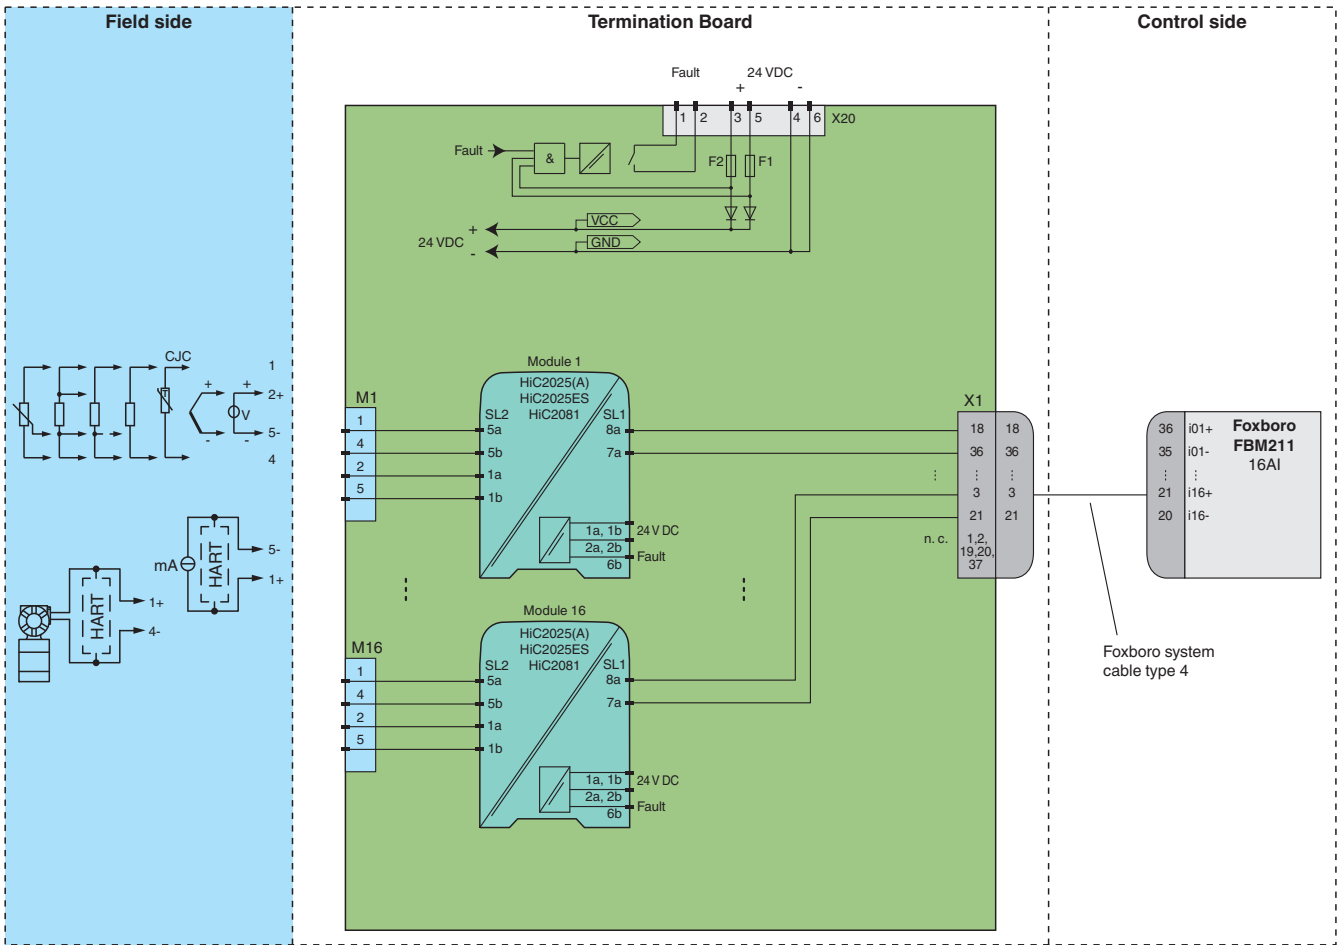 Field side
Termination Board
Control side
Fault
24 VDC
+
-
1
2
3
5
4
6
X20
Fault
&
F2
F1
VCC
+
24 VDC
GND
-
CJC
1
+
+
2+
V
-
-
5-
4
mA
HART
5-
1+
HART
1+
4-
M1
1
4
2
5
Module 1
HiC2025(A)
HiC2025ES
HiC2081
SL2
SL1
5a
8a
5b
7a
1a
1b
1a, 1b
24 V DC
2a, 2b
Fault
6b
M16
1
4
2
5
Module 16
HiC2025(A)
HiC2025ES
HiC2081
SL2
SL1
5a
8a
5b
7a
1a
1b
1a, 1b
24 V DC
2a, 2b
Fault
6b
X1
18 18
36 36
3 3
21 21
n. c.
1,2,
19,20,
37
36 i01+
35 i01-
21 i16+
20 i16-
Foxboro
FBM211
16AI
Foxboro system
cable type 4